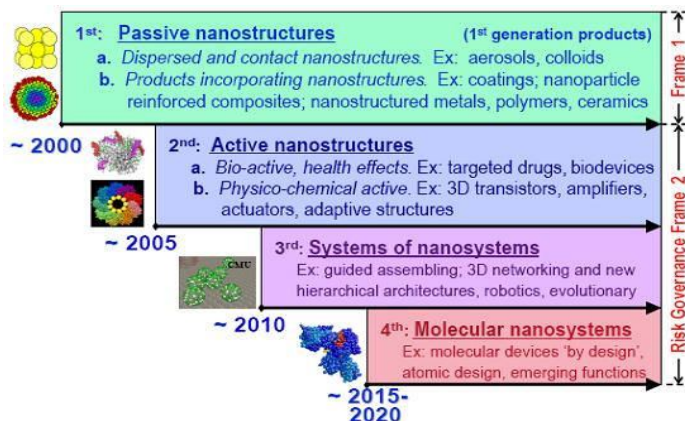 1st: Passive nanostructures (1st generation products)
a. Dispersed and contact nanostructures. Ex: aerosols, colloids
b. Products incorporating nanostructures. Ex: coatings; nanoparticle
reinforced composites; nanostructured metals, polymers, ceramics
~ 2000
2nd: Active nanostructures
a. Bio-active, health effects. Ex: targeted drugs, biodevices
b. Physico-chemical active. Ex: 3D transistors, amplifiers,
actuators, adaptive structures
~ 2005
CMU
3rd: Systems of nanosystems
Ex: guided assembling; 3D networking and new
hierarchical architectures, robotics, evolutionary
~ 2010
4th: Molecular nanosystems
Ex: molecular devices 'by design',
atomic design, emerging functions
~ 2015-
2020
Frame 1
Risk Governance Frame 2